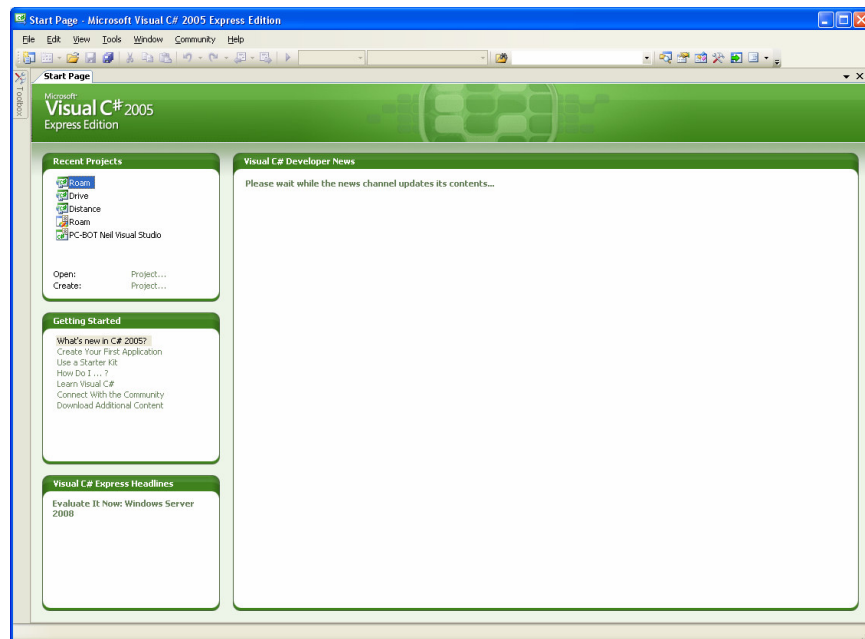 Start Page - Microsoft Visual C# 2005 Express Edition
File Edit View Tools Window Community Help
Toolbox
Start Page
Microsoft
Visual C# 2005
Express Edition
Recent Projects
Roam
Drive
Distance
Roam
PC-BOT Neil Visual Studio
Open: Project...
Create: Project...
Getting Started
What's new in C# 2005?
Create Your First Application
Use a Starter Kit
How Do I ... ?
Learn Visual C#
Connect With the Community
Download Additional Content
Visual C# Express Headlines
Evaluate It Now: Windows Server
2008
Visual C# Developer News
Please wait while the news channel updates its contents...